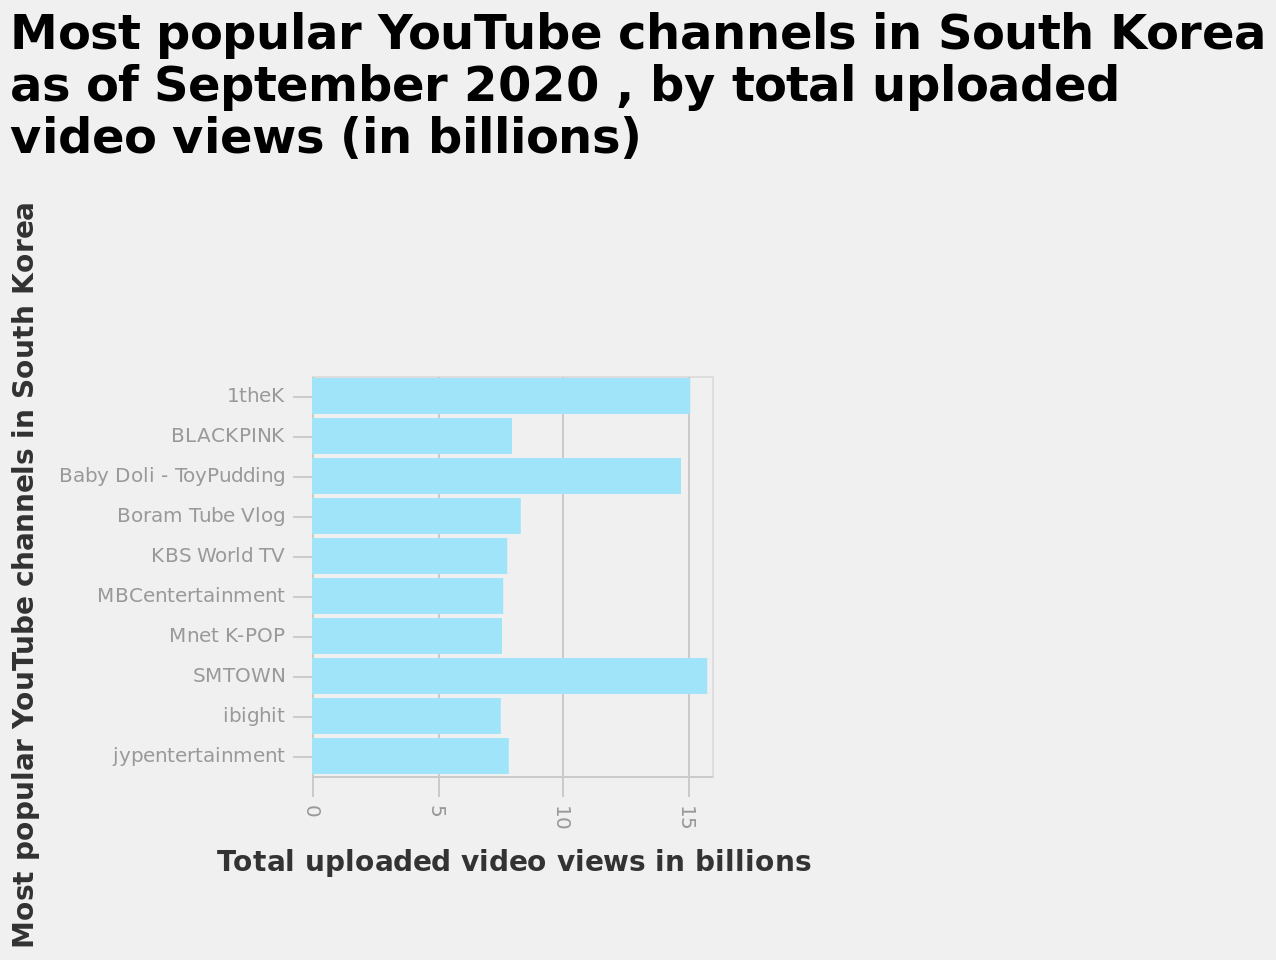 Most popular YouTube channels in South Korea
as of September 2020 , by total uploaded
video views (in billions)
Most popular YouTube channels in South Korea
1theK
BLACKPINK
Baby Doli - ToyPudding
Boram Tube Vlog
KBS World TV
MBCentertainment
Mnet K-POP
SMTOWN
ibighit
jypentertainment
0
5
10
15
Total uploaded video views in billions